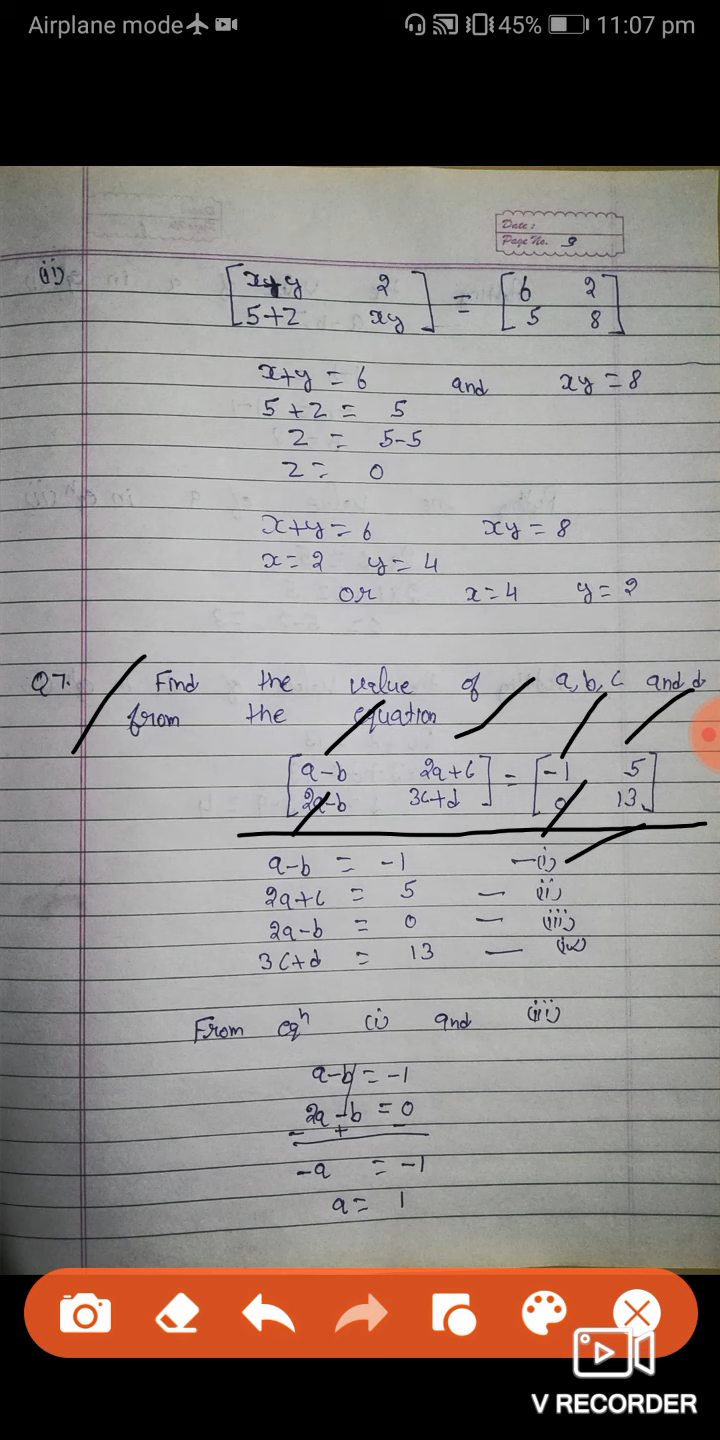 Airplane mode 45% 11:07 pm
Date :
Page No. 9
(ii) [x+y 2] = [6 2]
[5+z xy] [5 8]
x+y = 6 and xy = 8
5+z = 5
z = 5-5
z = 0
x+y = 6 xy = 8
x = 2 y = 4
or x = 4 y = 2
Q7. Find the value of a, b, c and d
from the equation
[a-b 2a+c] = [-1 5]
[2a-b 3c+d] [0 13]
a-b = -1 —(i)
2a+c = 5 — (ii)
2a-b = 0 — (iii)
3c+d = 13 — (iv)
From eqn (i) and (iii)
a-b = -1
2a-b = 0
- + -
-a = -1
a = 1
V RECORDER